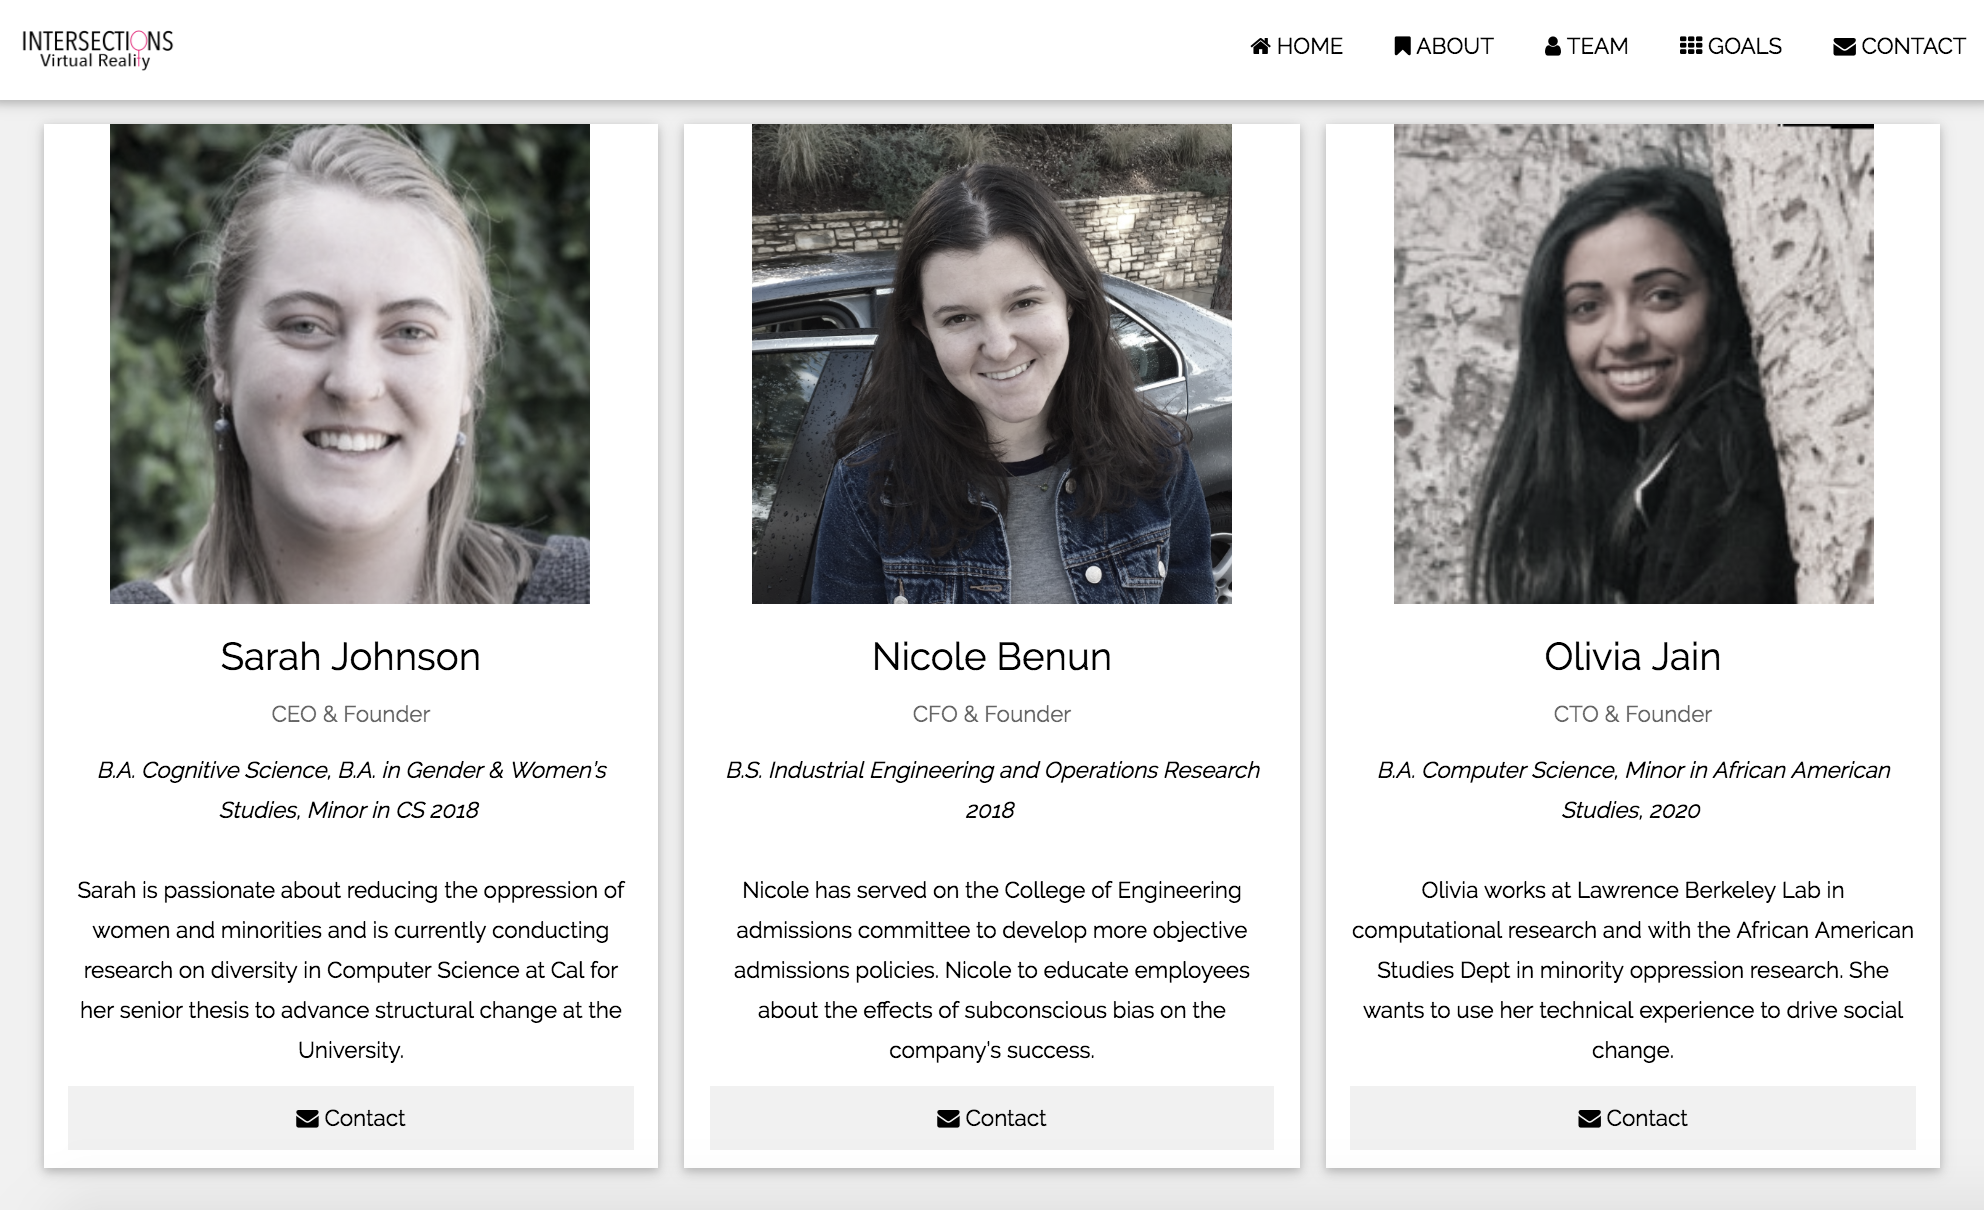 INTERSECTIONS
Virtual Reality
HOME
ABOUT
TEAM
GOALS
CONTACT
Sarah Johnson
CEO & Founder
B.A. Cognitive Science, B.A. in Gender & Women's
Studies, Minor in CS 2018
Sarah is passionate about reducing the oppression of
women and minorities and is currently conducting
research on diversity in Computer Science at Cal for
her senior thesis to advance structural change at the
University.
Contact
Nicole Benun
CFO & Founder
B.S. Industrial Engineering and Operations Research
2018
Nicole has served on the College of Engineering
admissions committee to develop more objective
admissions policies. Nicole to educate employees
about the effects of subconscious bias on the
company's success.
Contact
Olivia Jain
CTO & Founder
B.A. Computer Science, Minor in African American
Studies, 2020
Olivia works at Lawrence Berkeley Lab in
computational research and with the African American
Studies Dept in minority oppression research. She
wants to use her technical experience to drive social
change.
Contact